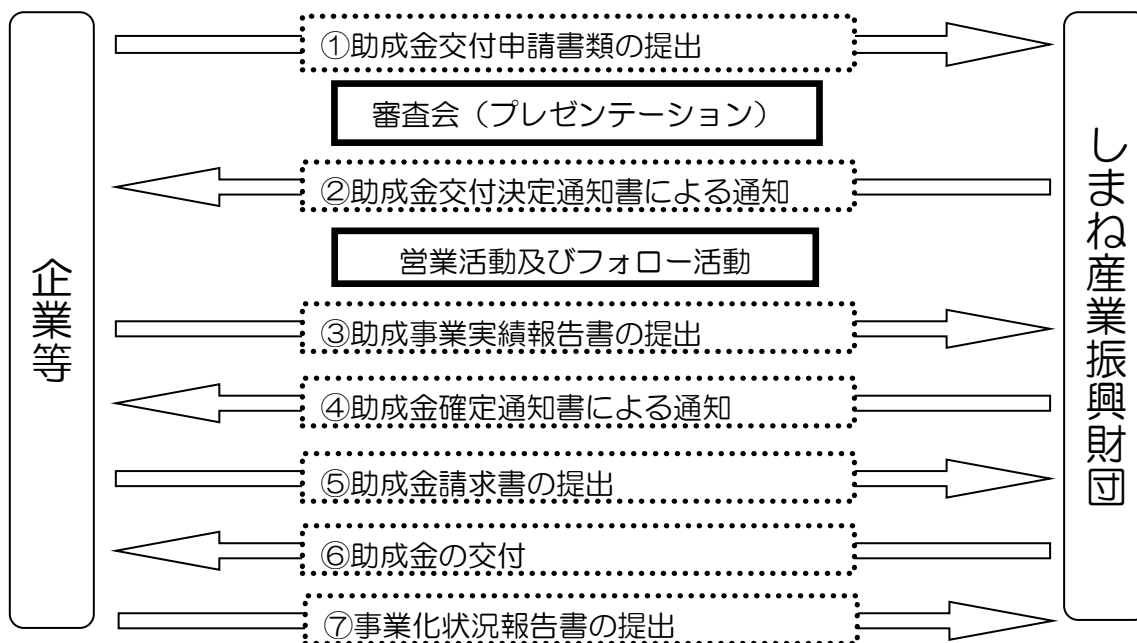 企業等
①助成金交付申請書類の提出
審査会（プレゼンテーション）
②助成金交付決定通知書による通知
営業活動及びフォロー活動
③助成事業実績報告書の提出
④助成金確定通知書による通知
⑤助成金請求書の提出
⑥助成金の交付
⑦事業化状況報告書の提出
しまね産業振興財団